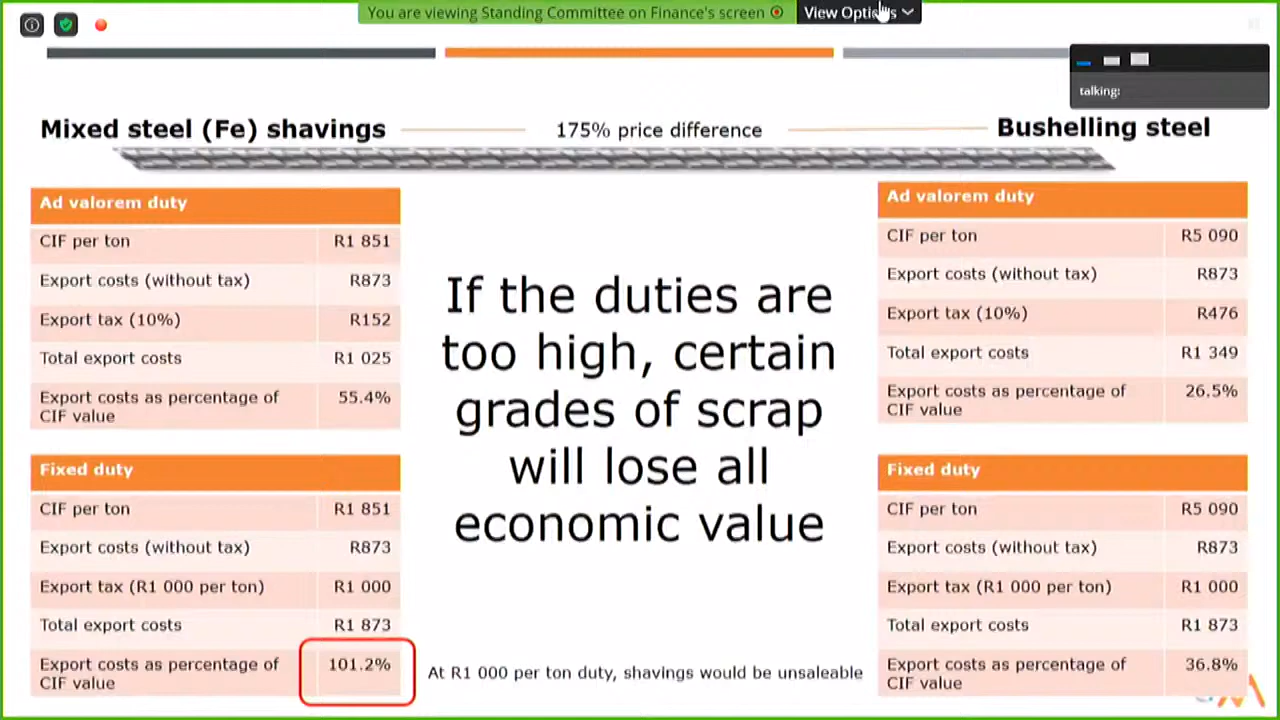 You are viewing Standing Committee on Finance's screen
View Options
talking:
Mixed steel (Fe) shavings
175% price difference
Bushelling steel
Ad valorem duty
CIF per ton R1 851
Export costs (without tax) R873
Export tax (10%) R152
Total export costs R1 025
Export costs as percentage of 55.4%
CIF value
Fixed duty
CIF per ton R1 851
Export costs (without tax) R873
Export tax (R1 000 per ton) R1 000
Total export costs R1 873
Export costs as percentage of 101.2%
CIF value
If the duties are
too high, certain
grades of scrap
will lose all
economic value
At R1 000 per ton duty, shavings would be unsaleable
Ad valorem duty
CIF per ton R5 090
Export costs (without tax) R873
Export tax (10%) R476
Total export costs R1 349
Export costs as percentage of 26.5%
CIF value
Fixed duty
CIF per ton R5 090
Export costs (without tax) R873
Export tax (R1 000 per ton) R1 000
Total export costs R1 873
Export costs as percentage of 36.8%
CIF value